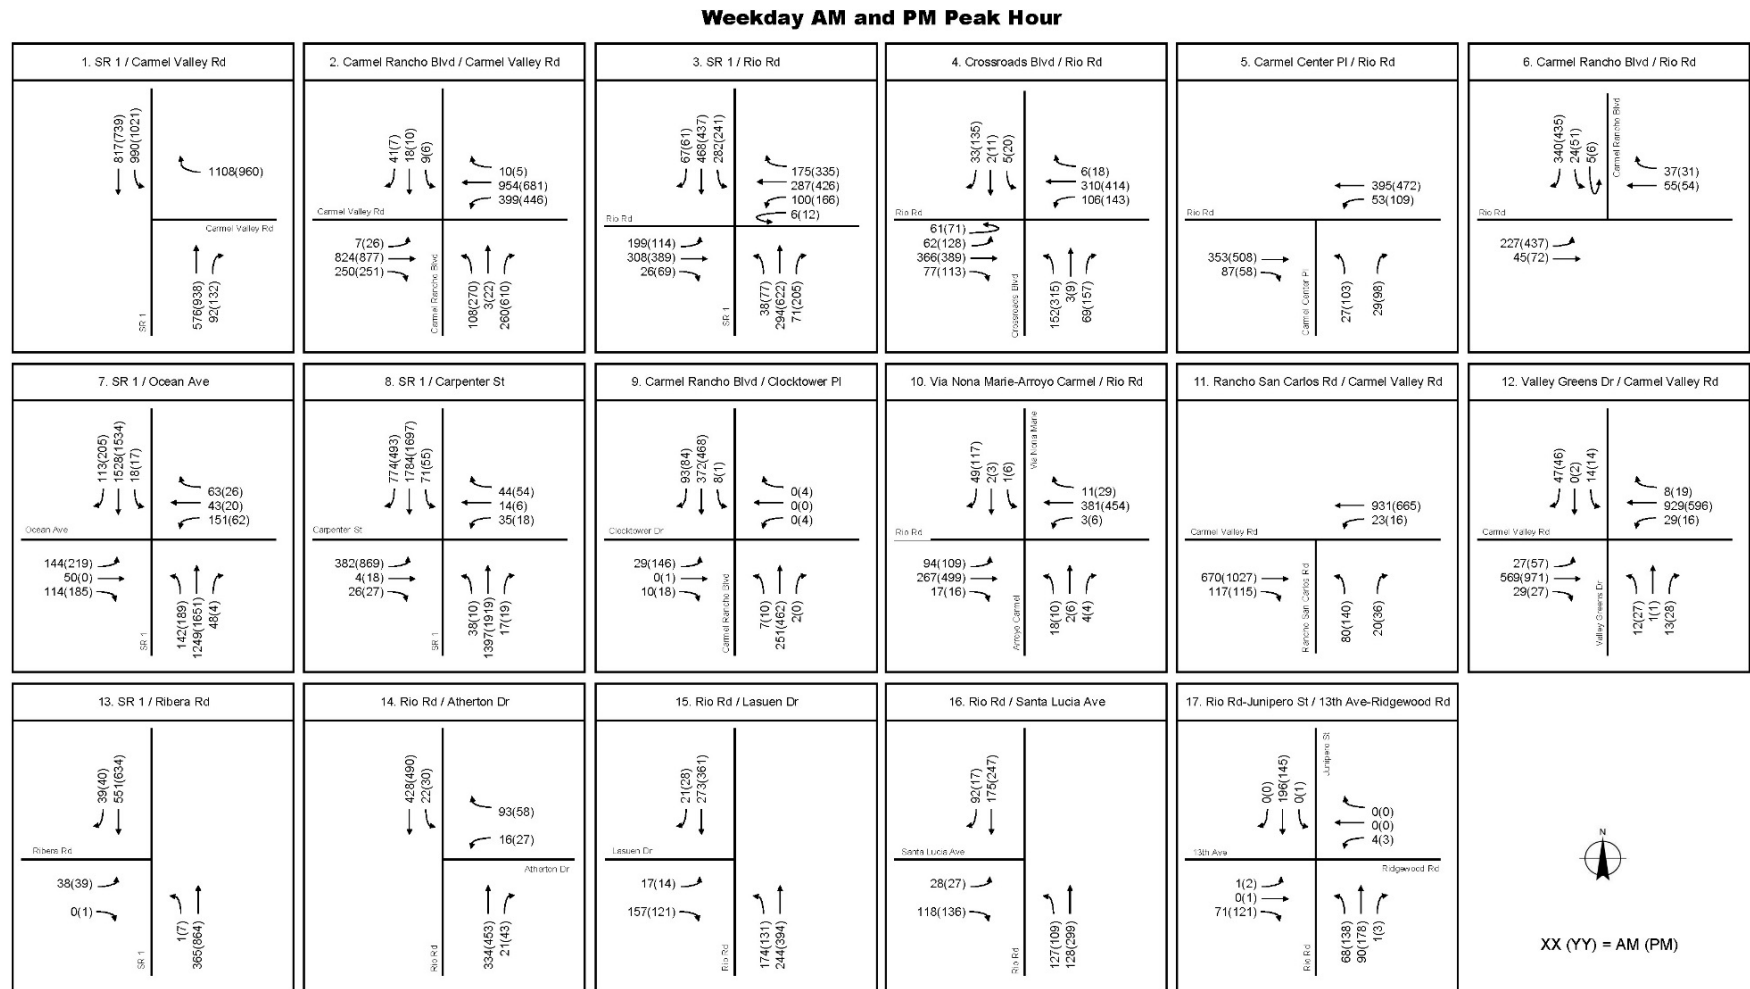 Weekday AM and PM Peak Hour
1. SR 1 / Carmel Valley Rd
817(739)
990(1021)
1108(960)
Carmel Valley Rd
SR 1
576(938)
92(132)
2. Carmel Rancho Blvd / Carmel Valley Rd
41(7)
18(10)
9(6)
10(5)
954(681)
399(446)
Carmel Valley Rd
7(26)
824(877)
250(251)
Carmel Rancho Blvd
108(270)
3(22)
260(610)
3. SR 1 / Rio Rd
67(61)
468(437)
282(241)
175(335)
287(426)
100(166)
6(12)
Rio Rd
199(114)
308(389)
26(69)
SR 1
38(77)
294(622)
71(205)
4. Crossroads Blvd / Rio Rd
33(135)
2(11)
5(20)
6(18)
310(414)
106(143)
Rio Rd
61(71)
62(128)
366(389)
77(113)
Crossroads Blvd
152(315)
3(9)
69(157)
5. Carmel Center Pl / Rio Rd
395(472)
53(109)
Rio Rd
353(508)
87(58)
Carmel Center Pl
27(103)
29(98)
6. Carmel Rancho Blvd / Rio Rd
340(435)
24(51)
5(6)
Carmel Rancho Blvd
37(31)
55(54)
Rio Rd
227(437)
45(72)
7. SR 1 / Ocean Ave
113(205)
1528(1534)
18(17)
63(26)
43(20)
151(62)
Ocean Ave
144(219)
50(0)
114(185)
SR 1
142(189)
1249(1651)
48(4)
8. SR 1 / Carpenter St
774(493)
1784(1697)
71(55)
44(54)
14(6)
35(18)
Carpenter St
382(869)
4(18)
26(27)
SR 1
38(10)
1397(1919)
17(19)
9. Carmel Rancho Blvd / Clocktower Pl
93(84)
372(468)
8(1)
0(4)
0(0)
0(4)
Clocktower Dr
29(146)
0(1)
10(18)
Carmel Rancho Blvd
7(10)
251(462)
2(0)
10. Via Nona Marie-Arroyo Carmel / Rio Rd
49(117)
2(3)
1(6)
Via Nona Marie
11(29)
381(454)
3(6)
Rio Rd
94(109)
267(499)
17(16)
Arroyo Carmel
18(10)
2(6)
4(4)
11. Rancho San Carlos Rd / Carmel Valley Rd
931(665)
23(16)
Carmel Valley Rd
670(1027)
117(115)
Rancho San Carlos Rd
80(140)
20(36)
12. Valley Greens Dr / Carmel Valley Rd
47(46)
0(2)
14(14)
8(19)
929(596)
29(16)
Carmel Valley Rd
27(57)
569(971)
29(27)
Valley Greens Dr
12(27)
1(1)
13(28)
13. SR 1 / Ribera Rd
39(40)
551(634)
Ribera Rd
38(39)
0(1)
SR 1
1(7)
365(864)
14. Rio Rd / Atherton Dr
428(490)
22(30)
93(58)
16(27)
Atherton Dr
Rio Rd
334(453)
21(43)
15. Rio Rd / Lasuen Dr
21(28)
273(361)
Lasuen Dr
17(14)
157(121)
Rio Rd
174(131)
244(394)
16. Rio Rd / Santa Lucia Ave
92(17)
175(247)
Santa Lucia Ave
28(27)
118(136)
Rio Rd
127(109)
128(299)
17. Rio Rd-Junipero St / 13th Ave-Ridgewood Rd
0(0)
196(145)
0(1)
Junipero St
0(0)
0(0)
4(3)
13th Ave
Ridgewood Rd
1(2)
0(1)
71(121)
Rio Rd
68(138)
90(178)
1(3)
N
XX (YY) = AM (PM)